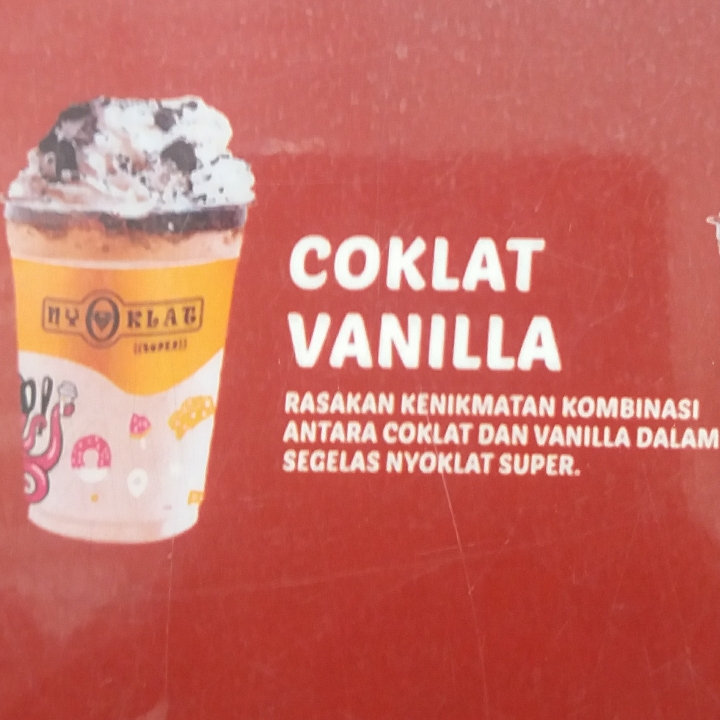 NYOKLAT
((SUPER))
COKLAT
VANILLA
RASAKAN KENIKMATAN KOMBINASI
ANTARA COKLAT DAN VANILLA DALAM
SEGELAS NYOKLAT SUPER.